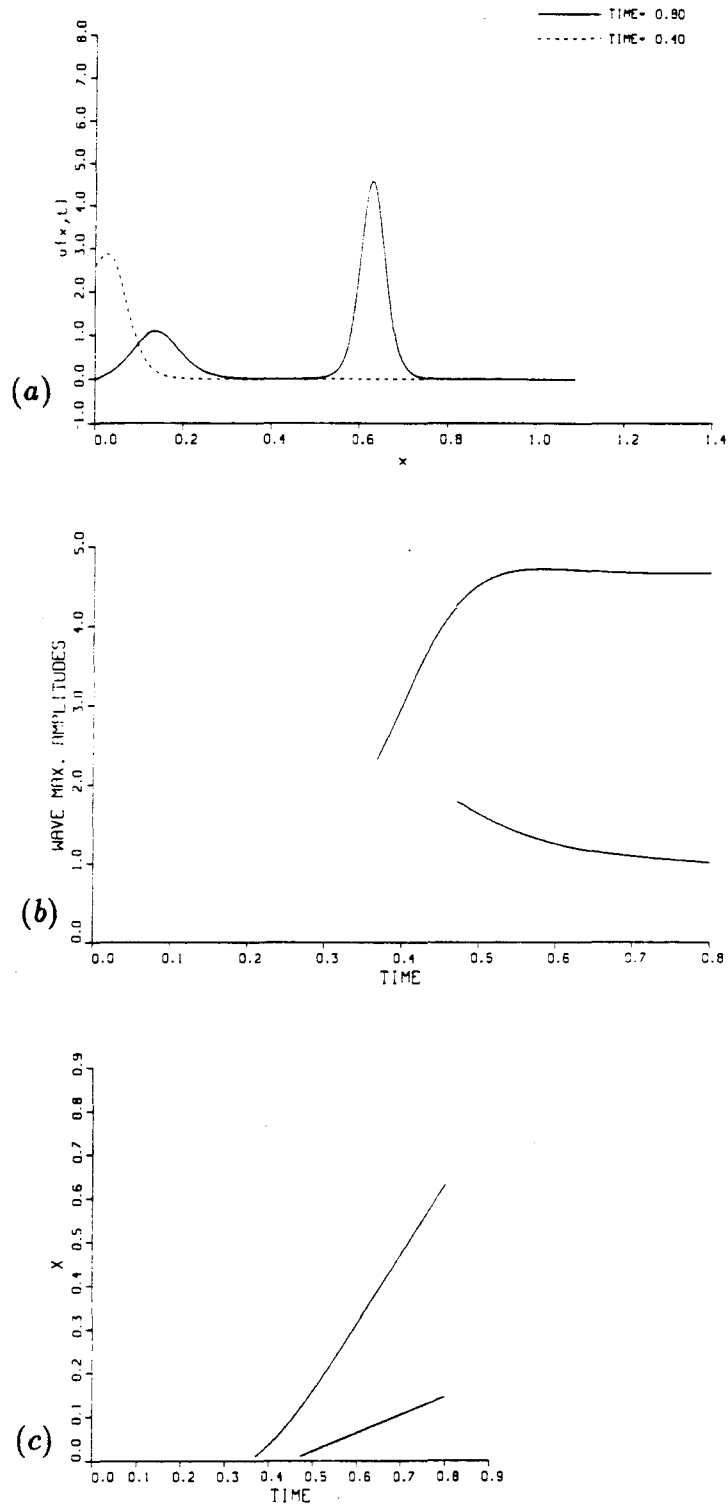 TIME= 0.80
TIME= 0.40
8.0
7.0
6.0
5.0
4.0
3.0
2.0
1.0
0.0
-1.0
u(x,t)
(a)
0.0 0.2 0.4 0.6 0.8 1.0 1.2 1.4
x
5.0
4.0
3.0
2.0
1.0
0.0
WAVE MAX. AMPLITUDES
(b)
0.0 0.1 0.2 0.3 0.4 0.5 0.6 0.7 0.8
TIME
0.9
0.8
0.7
0.6
0.5
0.4
0.3
0.2
0.1
0.0
X
(c)
0.0 0.1 0.2 0.3 0.4 0.5 0.6 0.7 0.8 0.9
TIME